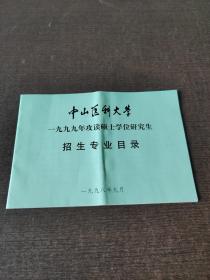 中山医科大学
一九九九年攻读硕士学位研究生
招生专业目录
一九九八年九月